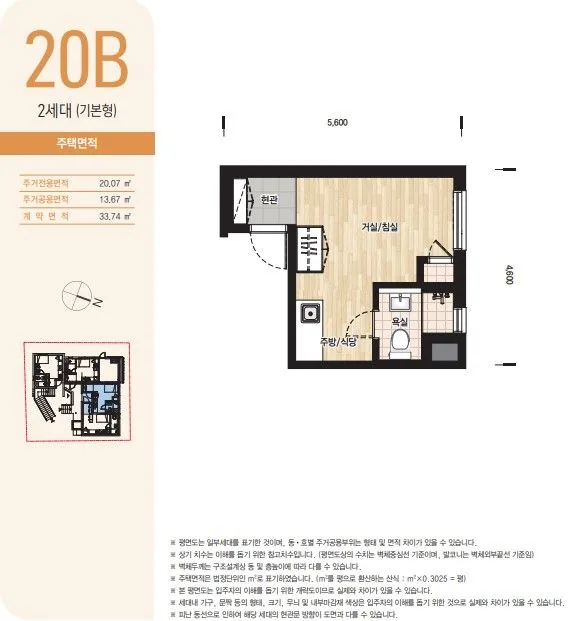 20B
2세대 (기본형)
주택면적
주거전용면적 20.07 ㎡
주거공용면적 13.67 ㎡
계 약 면 적 33.74 ㎡
N
5,600
4,600
현관
거실/침실
욕실
주방/식당
※ 평면도는 일부세대를 표기한 것이며, 동・호별 주거공용부위는 형태 및 면적 차이가 있을 수 있습니다.
※ 상기 치수는 이해를 돕기 위한 참고치수입니다. (평면도상의 수치는 벽체중심선 기준이며, 발코니는 벽체외부끝선 기준임)
※ 벽체두께는 구조설계상 동 및 층높이에 따라 다를 수 있습니다.
※ 주택면적은 법정단위인 ㎡로 표기하였습니다. (㎡를 평으로 환산하는 산식 : ㎡×0.3025 = 평)
※ 본 평면도는 입주자의 이해를 돕기 위한 개략도이므로 실제와 차이가 있을 수 있습니다.
※ 세대내 가구, 문짝 등의 형태, 크기, 무늬 및 내부마감재 색상은 입주자의 이해를 돕기 위한 것으로 실제와 차이가 있을 수 있습니다.
※ 피난 동선으로 인하여 해당 세대의 현관문 방향이 도면과 다를 수 있습니다.